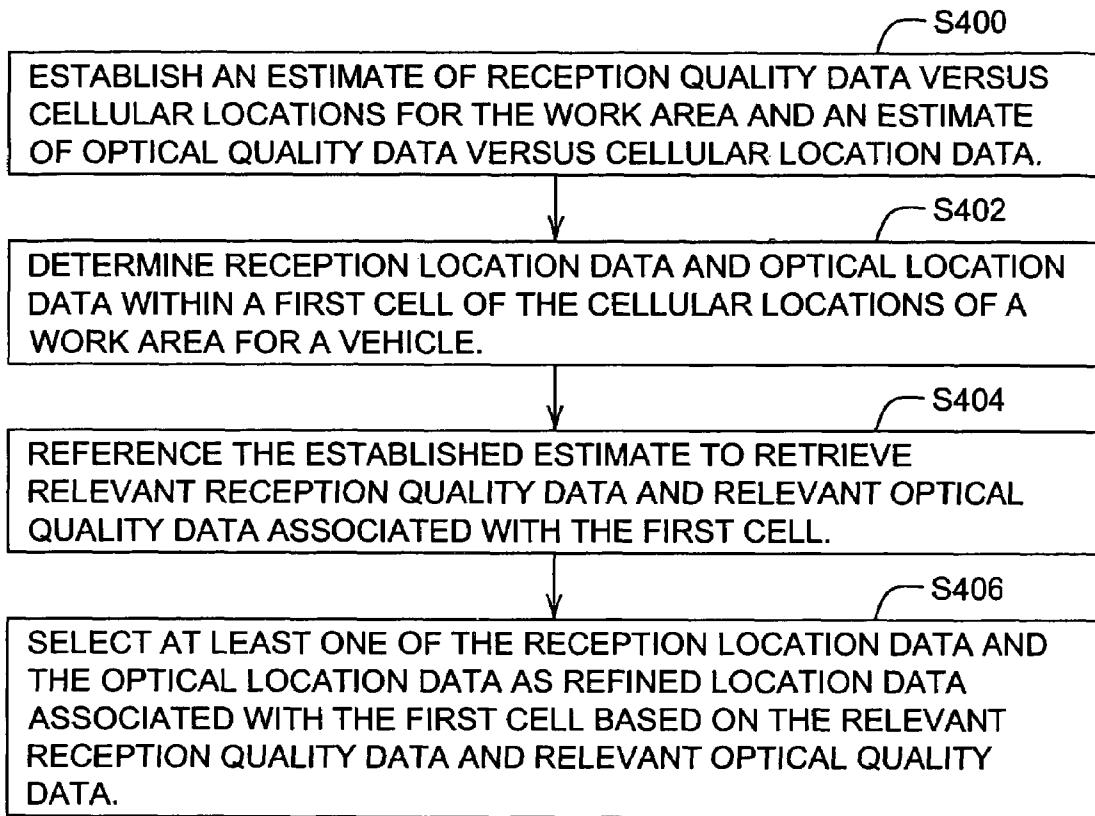 S400
ESTABLISH AN ESTIMATE OF RECEPTION QUALITY DATA VERSUS
CELLULAR LOCATIONS FOR THE WORK AREA AND AN ESTIMATE
OF OPTICAL QUALITY DATA VERSUS CELLULAR LOCATION DATA.
S402
DETERMINE RECEPTION LOCATION DATA AND OPTICAL LOCATION
DATA WITHIN A FIRST CELL OF THE CELLULAR LOCATIONS OF A
WORK AREA FOR A VEHICLE.
S404
REFERENCE THE ESTABLISHED ESTIMATE TO RETRIEVE
RELEVANT RECEPTION QUALITY DATA AND RELEVANT OPTICAL
QUALITY DATA ASSOCIATED WITH THE FIRST CELL.
S406
SELECT AT LEAST ONE OF THE RECEPTION LOCATION DATA AND
THE OPTICAL LOCATION DATA AS REFINED LOCATION DATA
ASSOCIATED WITH THE FIRST CELL BASED ON THE RELEVANT
RECEPTION QUALITY DATA AND RELEVANT OPTICAL QUALITY
DATA.